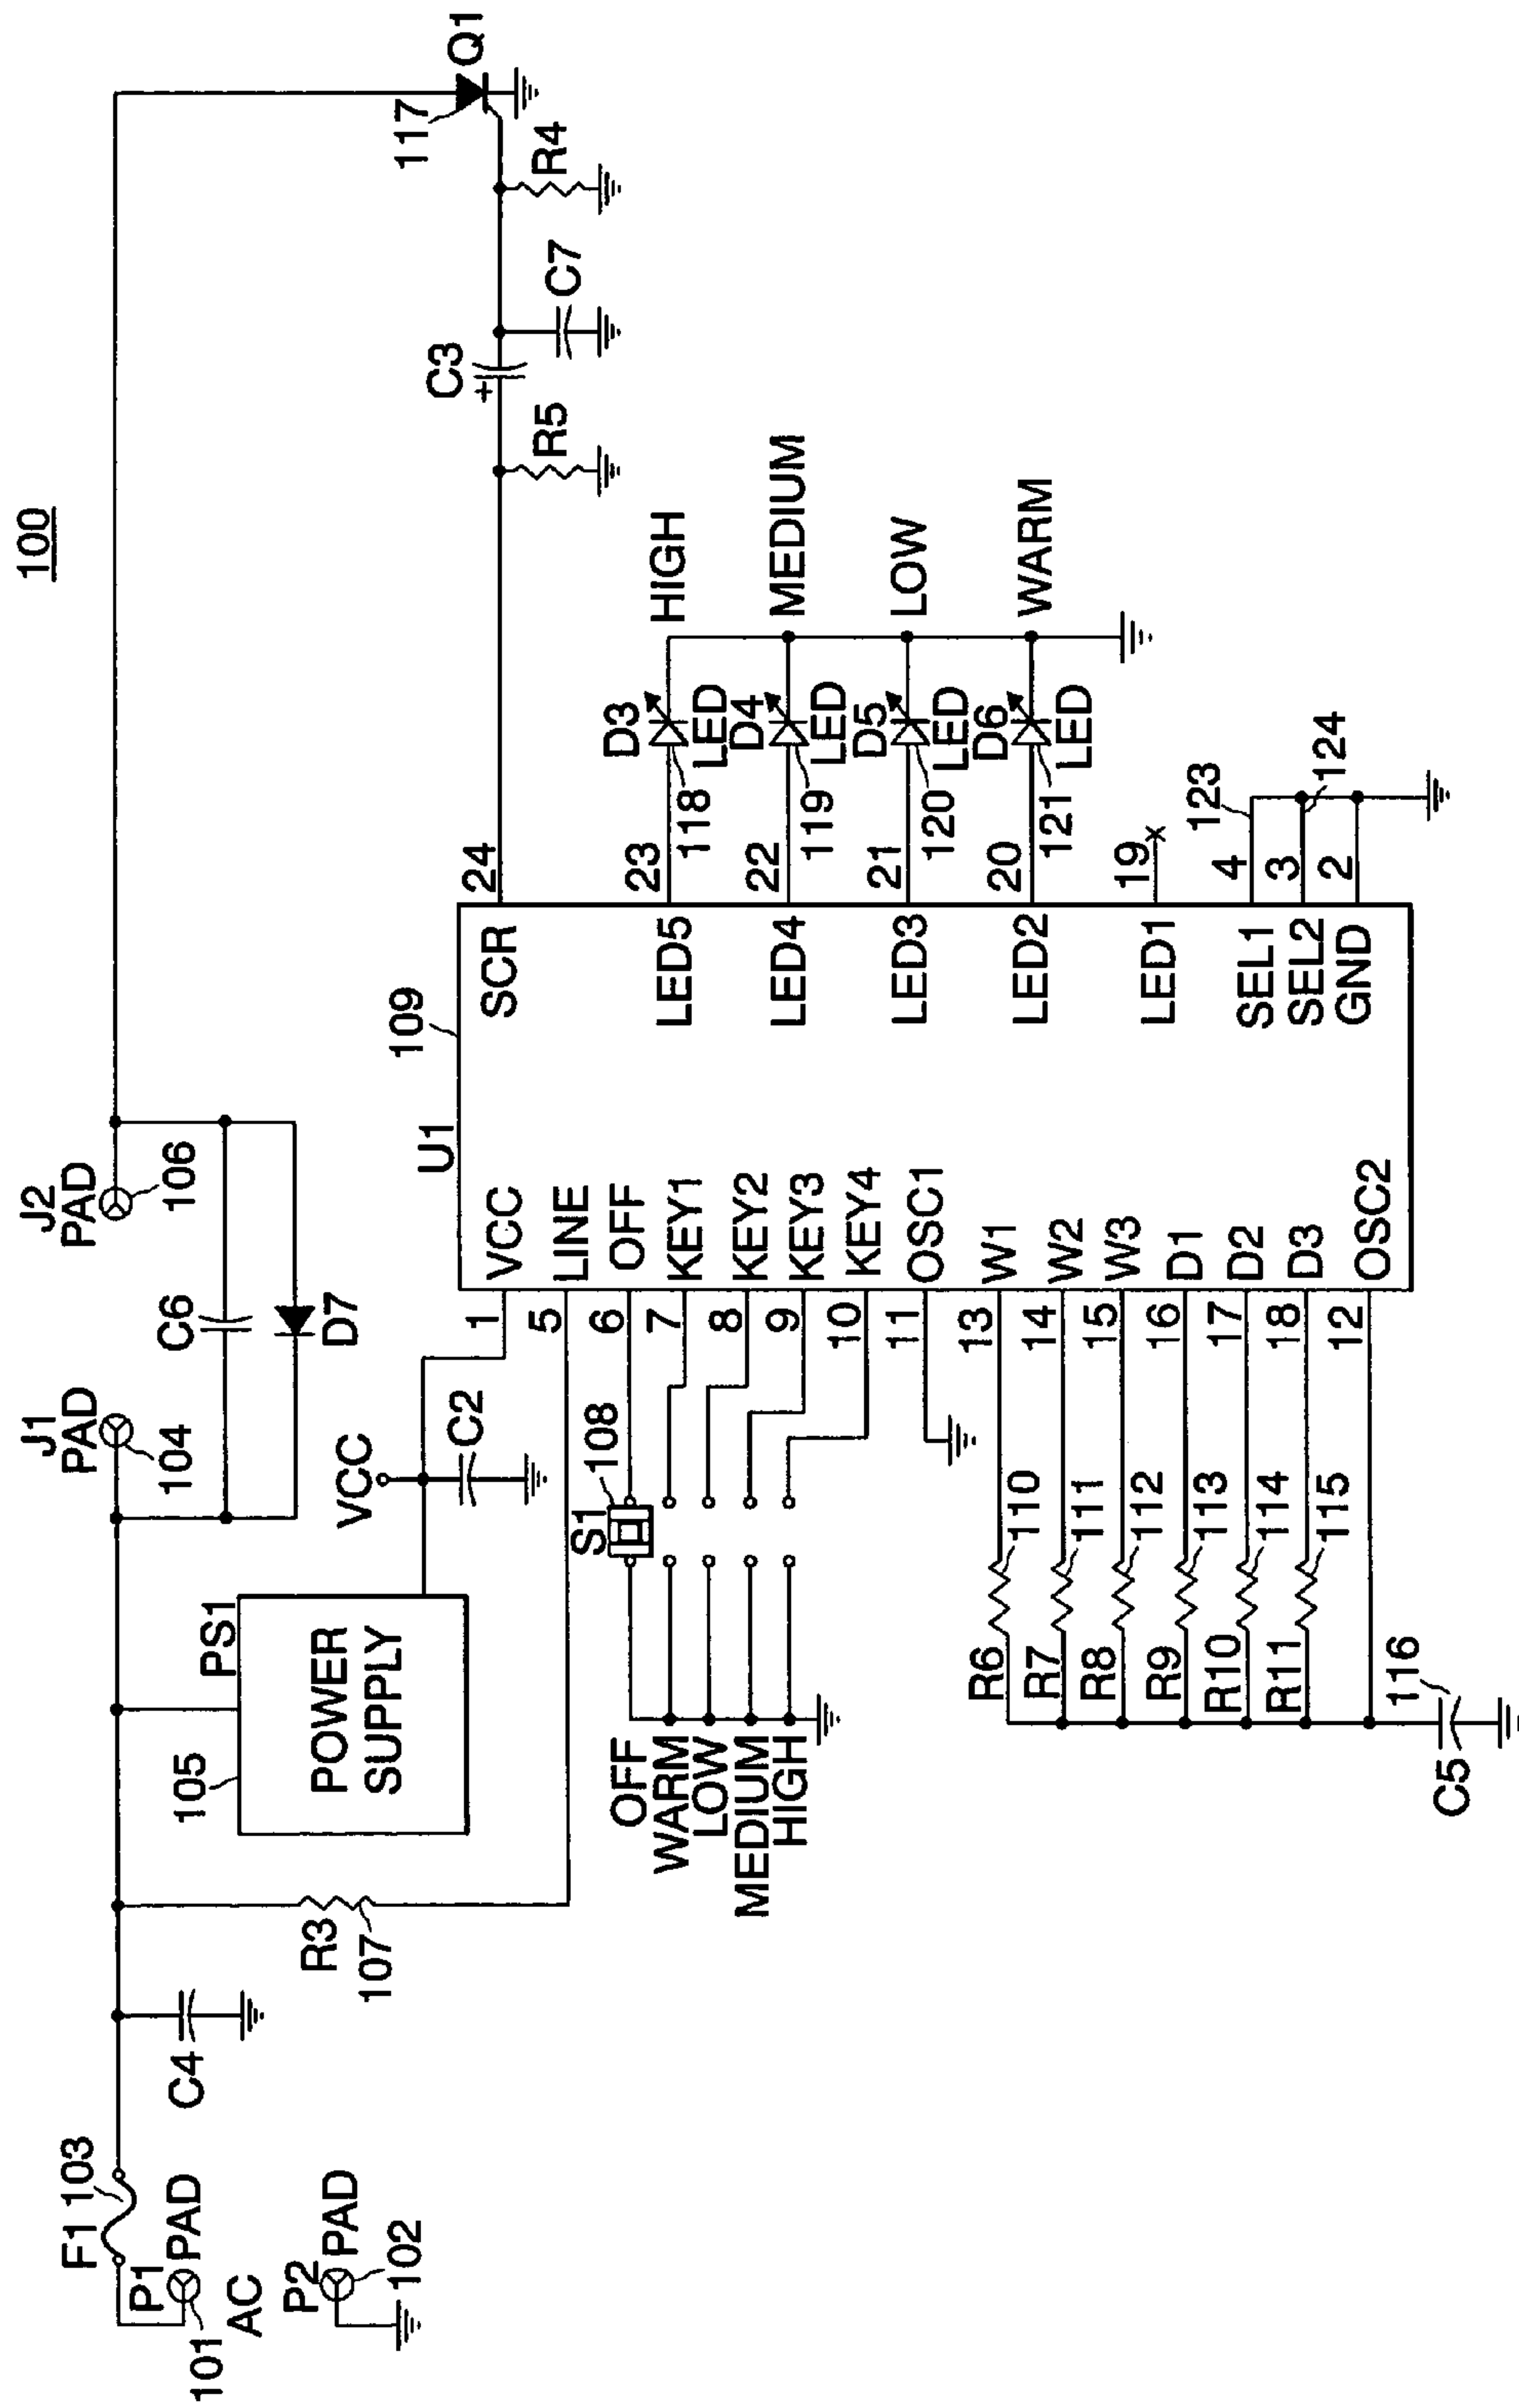 100
F1 103
P1
PAD
101
AC
P2
PAD
102
C4
R3
107
105
PS1
POWER
SUPPLY
J1
PAD
104
J2
PAD
106
C6
D7
VCC
C2
117
Q1
R4
C7
C3
+
R5
S1
108
OFF
WARM
LOW
MEDIUM
HIGH
U1
109
1 VCC
5 LINE
6 OFF
7 KEY1
8 KEY2
9 KEY3
10 KEY4
11 OSC1
13 W1
14 W2
15 W3
16 D1
17 D2
18 D3
12 OSC2
R6 110
R7 111
R8 112
R9 113
R10 114
R11 115
C5
116
SCR 24
LED5 23
LED4 22
LED3 21
LED2 20
LED1 19
SEL1 4
SEL2 3
GND 2
D3
LED
118
HIGH
D4
LED
119
MEDIUM
D5
LED
120
LOW
D6
LED
121
WARM
123
124